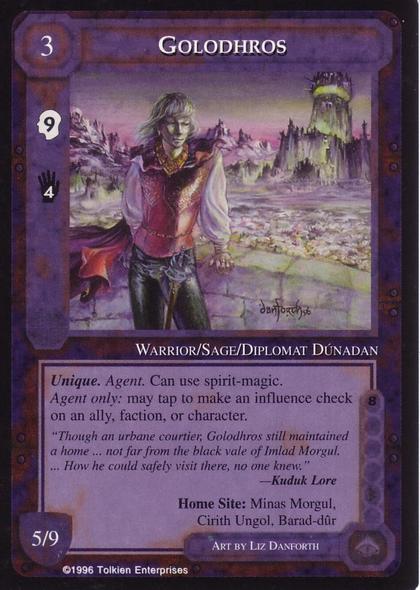 3
GOLODHROS
9
4
danforth96
WARRIOR/SAGE/DIPLOMAT DÚNADAN
Unique. Agent. Can use spirit-magic.
Agent only: may tap to make an influence check
on an ally, faction, or character.
8
"Though an urbane courtier, Golodhros still maintained
a home ... not far from the black vale of Imlad Morgul.
... How he could safely visit there, no one knew."
—Kuduk Lore
Home Site: Minas Morgul,
Cirith Ungol, Barad-dûr
5/9
ART BY LIZ DANFORTH
©1996 Tolkien Enterprises